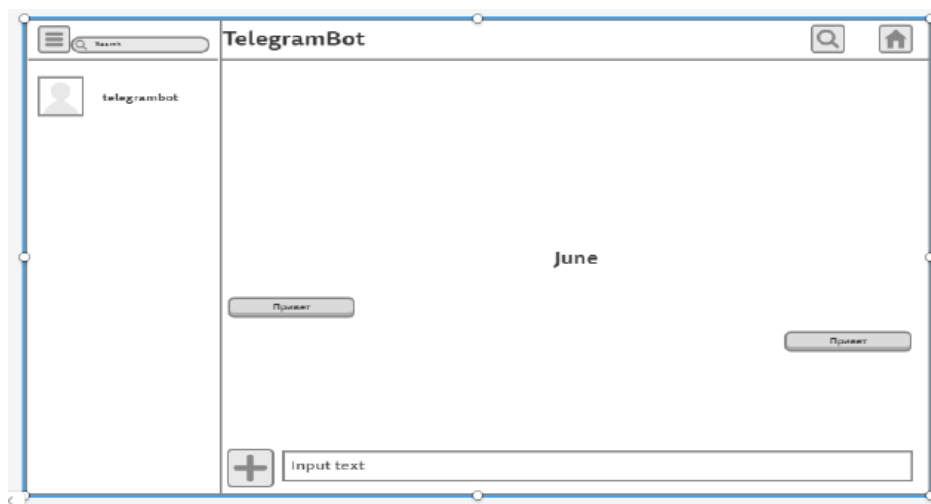 Search
TelegramBot
telegrambot
June
Привет
Привет
Input text